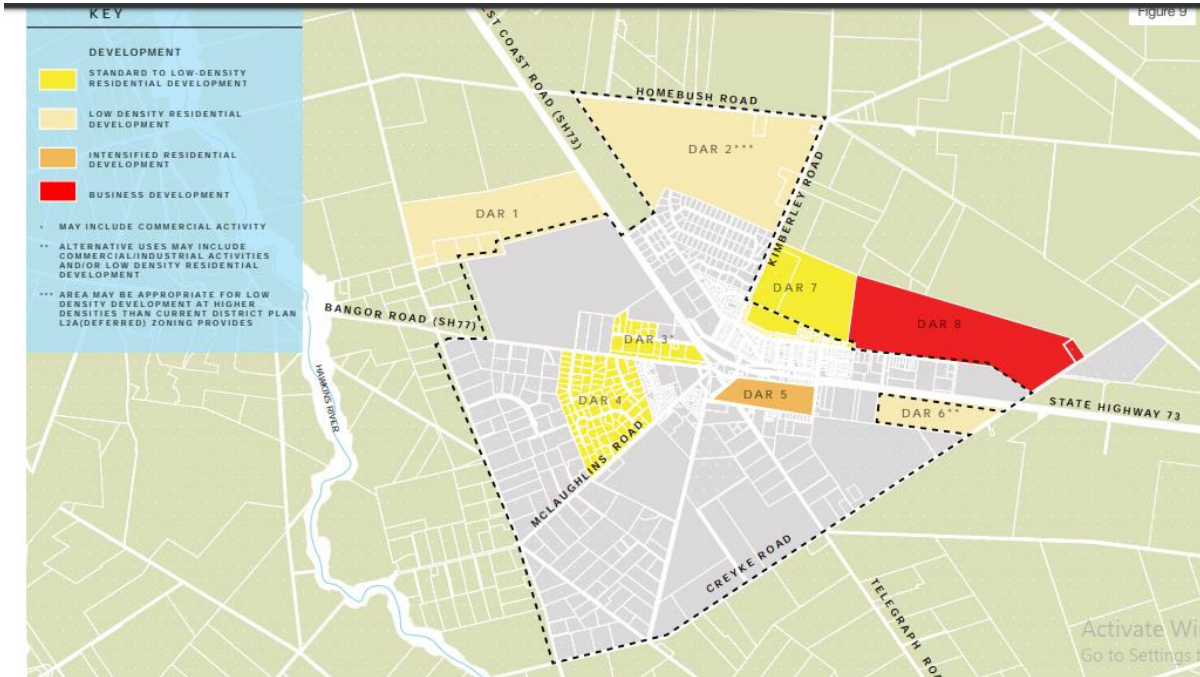 KEY
DEVELOPMENT
STANDARD TO LOW-DENSITY
RESIDENTIAL DEVELOPMENT
LOW DENSITY RESIDENTIAL
DEVELOPMENT
INTENSIFIED RESIDENTIAL
DEVELOPMENT
BUSINESS DEVELOPMENT
* MAY INCLUDE COMMERCIAL ACTIVITY
** ALTERNATIVE USES MAY INCLUDE
COMMERCIAL/INDUSTRIAL ACTIVITIES
AND/OR LOW DENSITY RESIDENTIAL
DEVELOPMENT
*** AREA MAY BE APPROPRIATE FOR LOW
DENSITY DEVELOPMENT AT HIGHER
DENSITIES THAN CURRENT DISTRICT PLAN
L2A(DEFERRED) ZONING PROVIDES
Figure 9
ST COAST ROAD (SH73)
HOMEBUSH ROAD
DAR 2***
KIMBERLEY ROAD
DAR 1
DAR 7
DAR 8
BANGOR ROAD (SH77)
HAWKINS RIVER
DAR 3*
DAR 4
DAR 5
DAR 6**
STATE HIGHWAY 73
MCLAUGHLINS ROAD
CREYKE ROAD
TELEGRAPH ROA
Activate Wi
Go to Settings t